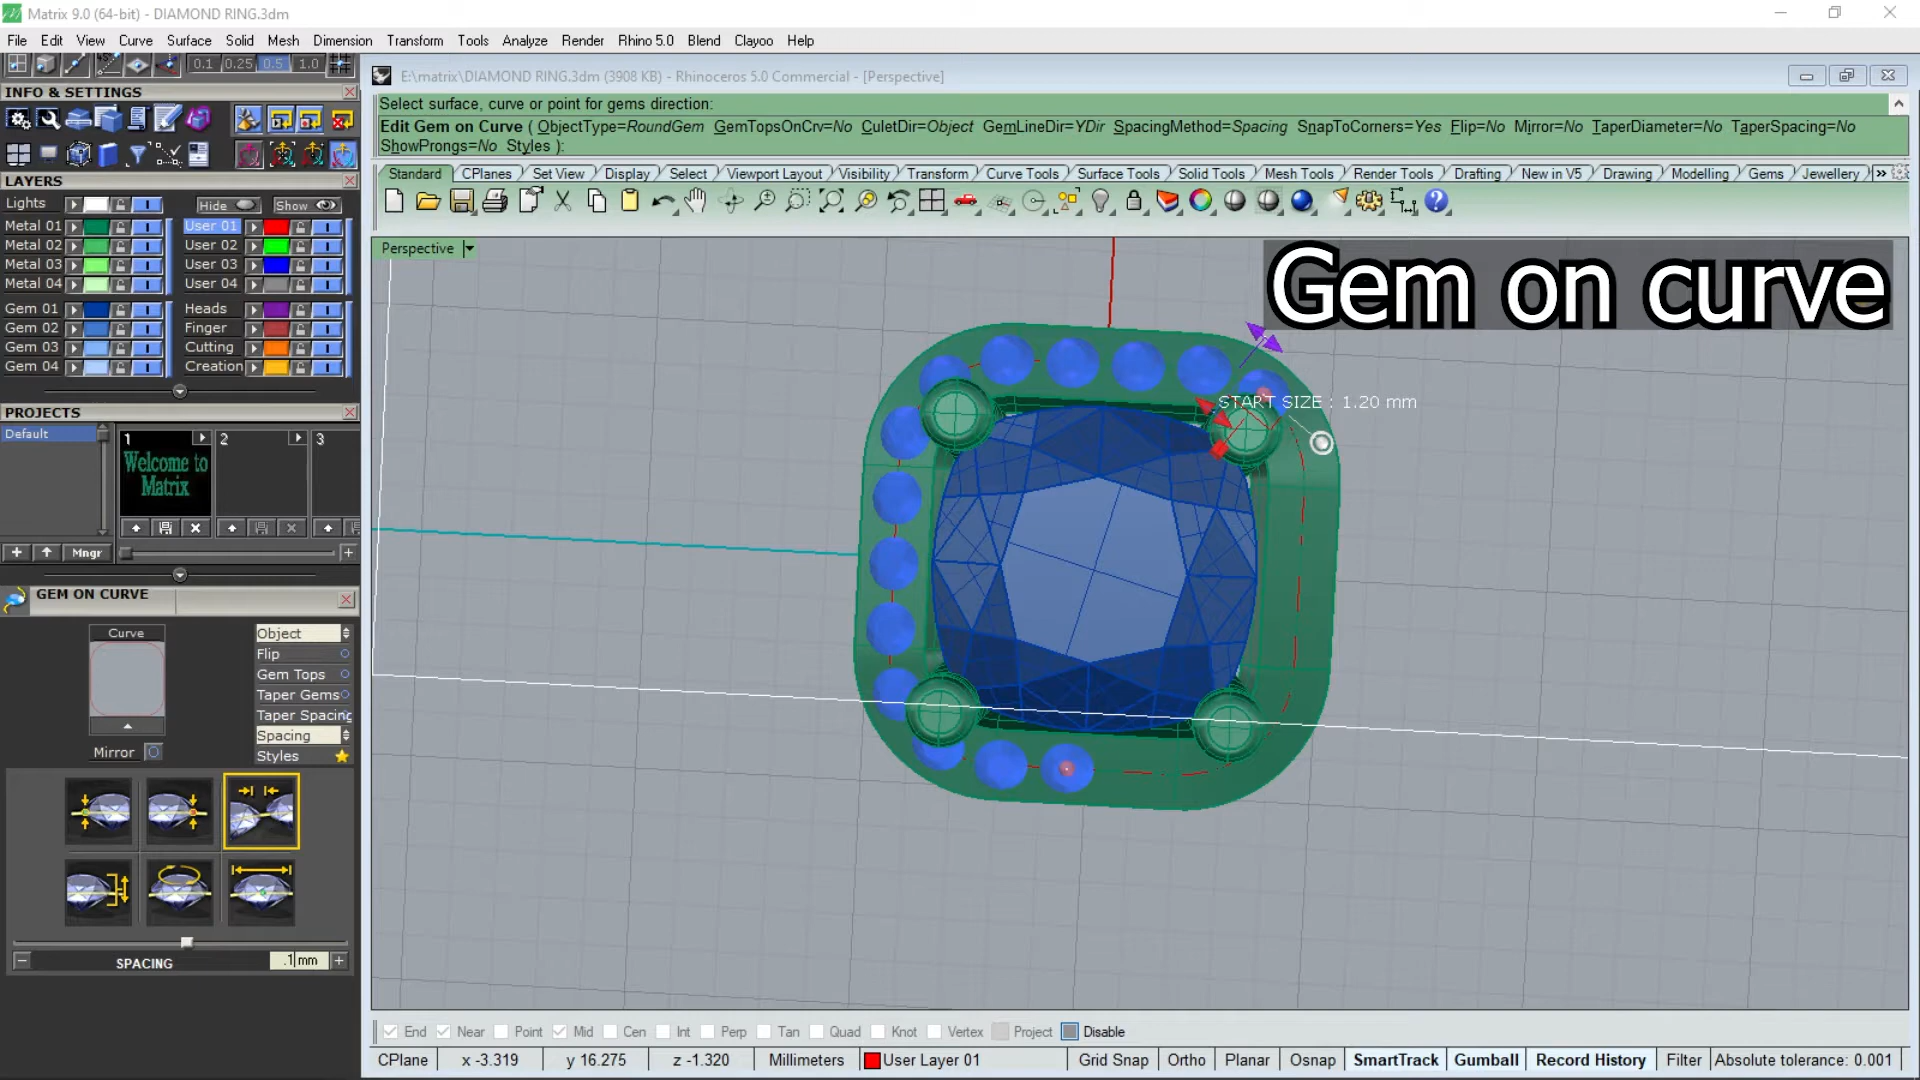 Matrix 9.0 (64-bit) - DIAMOND RING.3dm
File Edit View Curve Surface Solid Mesh Dimension Transform Tools Analyze Render Rhino 5.0 Blend Clayoo Help
0.1 0.25 0.5 1.0
E:\matrix\DIAMOND RING.3dm (3908 KB) - Rhinoceros 5.0 Commercial - [Perspective]
INFO & SETTINGS
Select surface, curve or point for gems direction:
Edit Gem on Curve ( ObjectType=RoundGem GemTopsOnCrv=No CuletDir=Object GemLineDir=YDir SpacingMethod=Spacing SnapToCorners=Yes Flip=No Mirror=No TaperDiameter=No TaperSpacing=No
ShowProngs=No Styles ):
Standard CPlanes Set View Display Select Viewport Layout Visibility Transform Curve Tools Surface Tools Solid Tools Mesh Tools Render Tools Drafting New in V5 Drawing Modelling Gems Jewellery »
LAYERS
Lights Hide Show
Metal 01 User 01
Metal 02 User 02
Metal 03 User 03
Metal 04 User 04
Gem 01 Heads
Gem 02 Finger
Gem 03 Cutting
Gem 04 Creation
Perspective
Gem on curve
START SIZE : 1.20 mm
PROJECTS
Default
1 2 3
Welcome to
Matrix
Mngr
GEM ON CURVE
Curve
Object
Flip
Gem Tops
Taper Gems
Taper Spacing
Spacing
Mirror
Styles
SPACING .1 mm
End Near Point Mid Cen Int Perp Tan Quad Knot Vertex Project Disable
CPlane x -3.319 y 16.275 z -1.320 Millimeters User Layer 01 Grid Snap Ortho Planar Osnap SmartTrack Gumball Record History Filter Absolute tolerance: 0.001